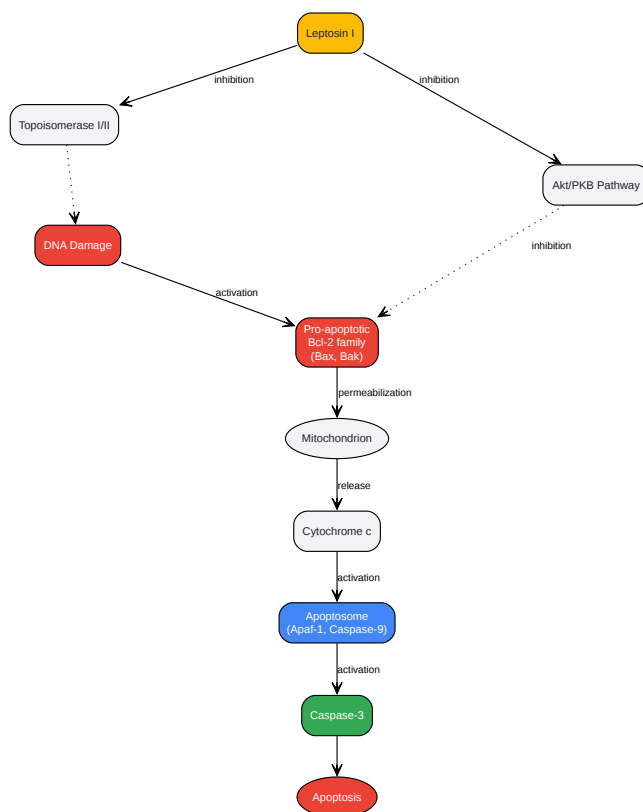 Leptosin I
inhibition
inhibition
Topoisomerase I/II
Akt/PKB Pathway
DNA Damage
inhibition
activation
Pro-apoptotic
Bcl-2 family
(Bax, Bak)
permeabilization
Mitochondrion
release
Cytochrome c
activation
Apoptosome
(Apaf-1, Caspase-9)
activation
Caspase-3
Apoptosis